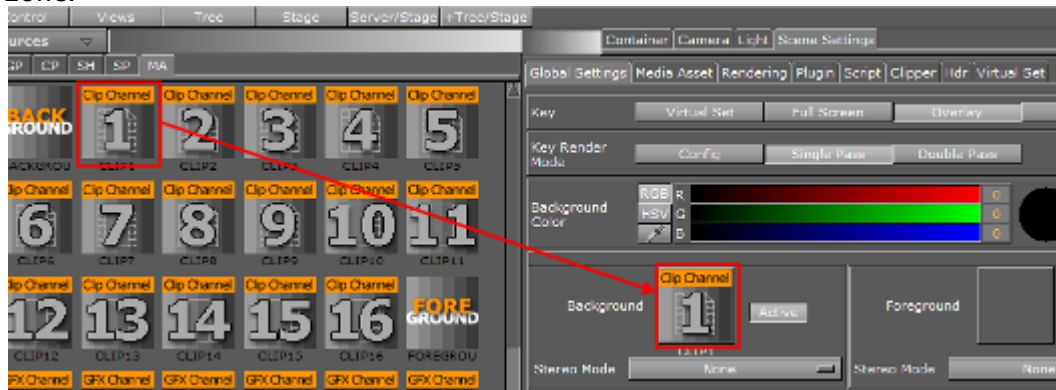 zone.
Control Views Tree Stage Server/Stage +Tree/Stage
urces
Container Camera Light Scene Settings
GP CP SH SP MA
Global Settings Media Asset Rendering Plugin Script Clipper Hdr Virtual Set
Clip Channel Clip Channel Clip Channel Clip Channel Clip Channel
BACK
GROUND 1 2 3 4 5
ACKGROU CLIP1 CLIP2 CLIP3 CLIP4 CLIP5
Key Virtual Set Full Screen Overlay
Key Render
Mode Config Single Pass Double Pass
Clip Channel Clip Channel Clip Channel Clip Channel Clip Channel Clip Channel
6 7 8 9 10 11
CLIP6 CLIP7 CLIP8 CLIP9 CLIP10 CLIP11
Background
Color
RGB R 0
HSV G 0
B 0
Clip Channel Clip Channel Clip Channel Clip Channel Clip Channel
12 13 14 15 16 FORE
GROUND
CLIP12 CLIP13 CLIP14 CLIP15 CLIP16 FOREGROU
GFX Channel GFX Channel GFX Channel GFX Channel GFX Channel
Clip Channel
Background 1 Active Foreground
CLIP1
Stereo Mode None Stereo Mode None